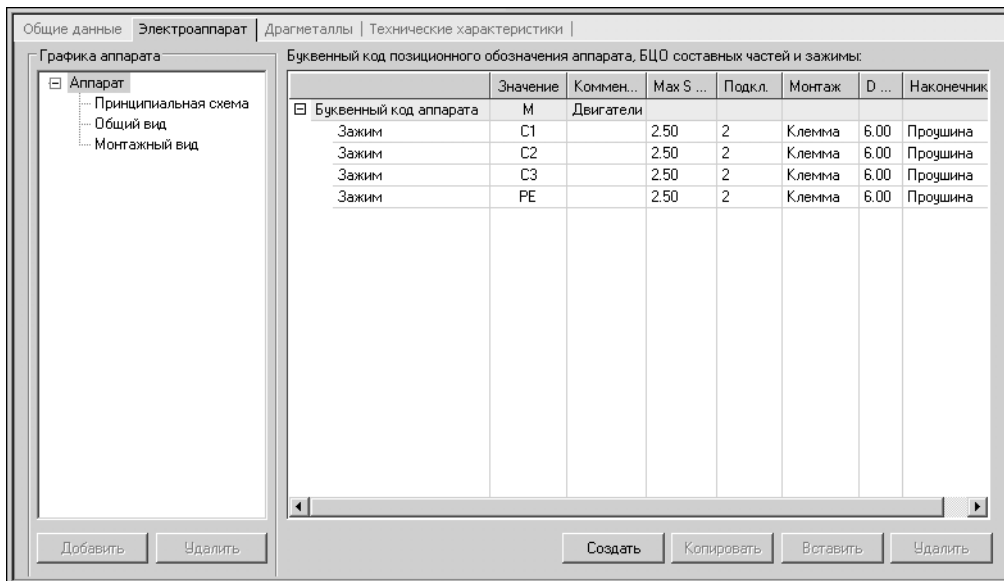 Общие данные Электроаппарат Драгметаллы Технические характеристики
Графика аппарата
Аппарат
Принципиальная схема
Общий вид
Монтажный вид
Добавить Удалить
Буквенный код позиционного обозначения аппарата, БЦО составных частей и зажимы:
Значение Коммен... Max S ... Подкл. Монтаж D ... Наконечник
Буквенный код аппарата М Двигатели
Зажим С1 2.50 2 Клемма 6.00 Проушина
Зажим С2 2.50 2 Клемма 6.00 Проушина
Зажим С3 2.50 2 Клемма 6.00 Проушина
Зажим PE 2.50 2 Клемма 6.00 Проушина
Создать Копировать Вставить Удалить